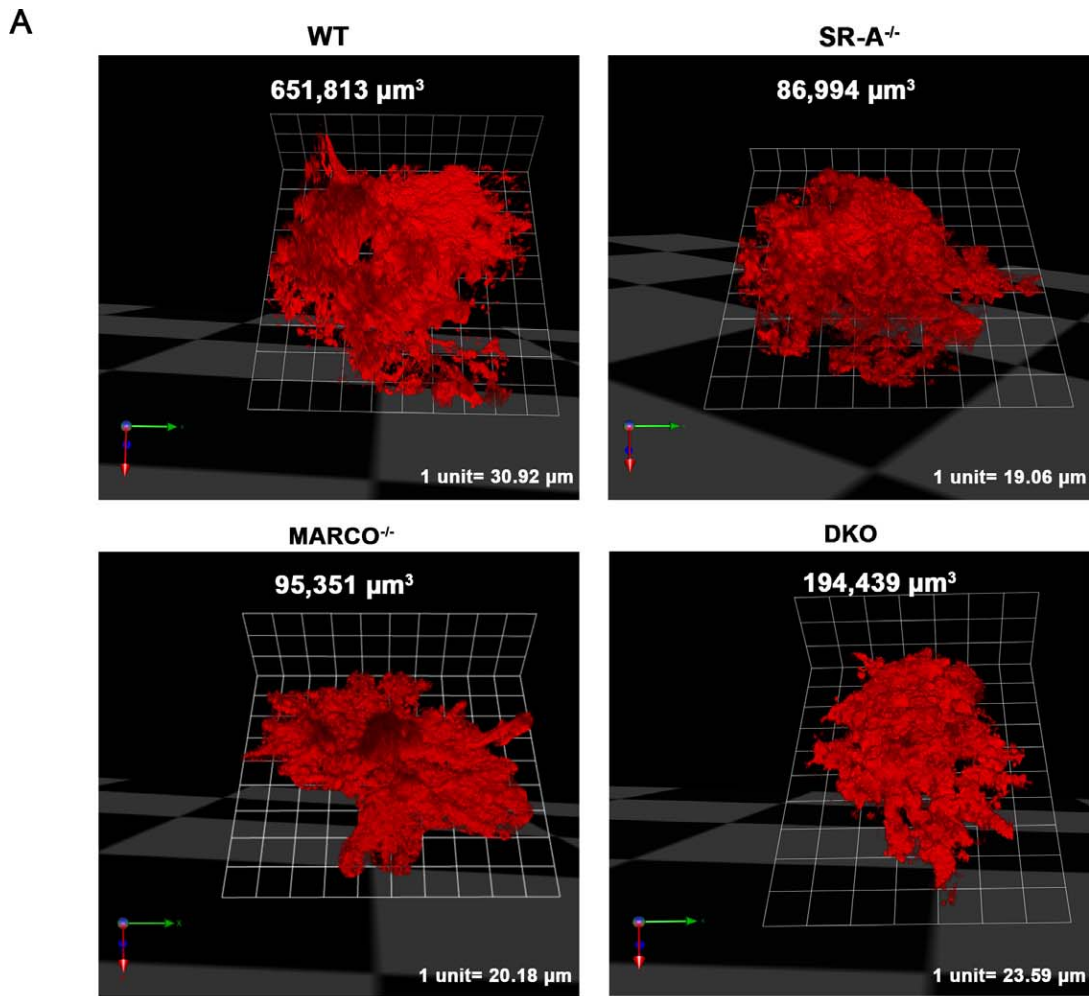 A
WT
651,813 µm³
1 unit= 30.92 µm
SR-A-/-
86,994 µm³
1 unit= 19.06 µm
MARCO-/-
95,351 µm³
1 unit= 20.18 µm
DKO
194,439 µm³
1 unit= 23.59 µm